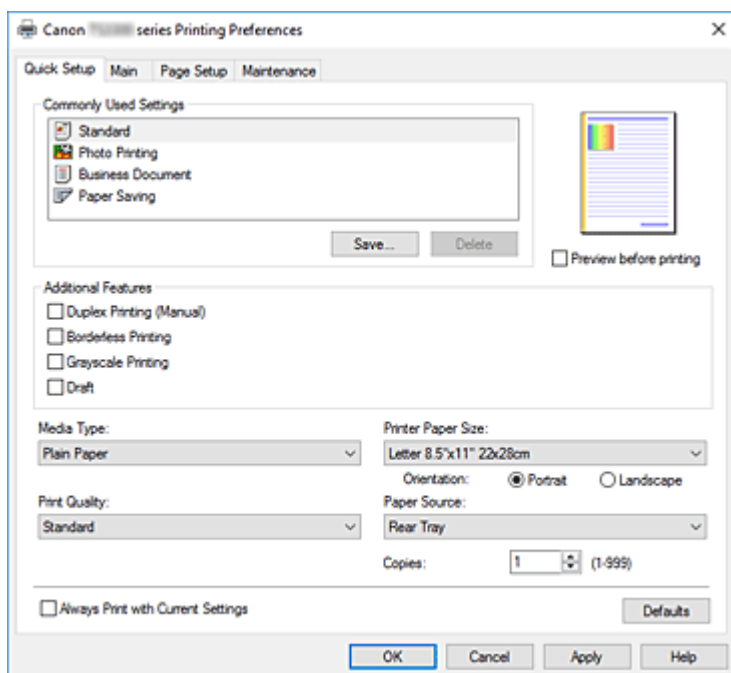 Canon series Printing Preferences
Quick Setup Main Page Setup Maintenance
Commonly Used Settings
Standard
Photo Printing
Business Document
Paper Saving
Save... Delete
Preview before printing
Additional Features
Duplex Printing (Manual)
Borderless Printing
Grayscale Printing
Draft
Media Type: Printer Paper Size:
Plain Paper Letter 8.5"x11" 22x28cm
Orientation: Portrait Landscape
Print Quality: Paper Source:
Standard Rear Tray
Copies: 1 (1-999)
Always Print with Current Settings Defaults
OK Cancel Apply Help